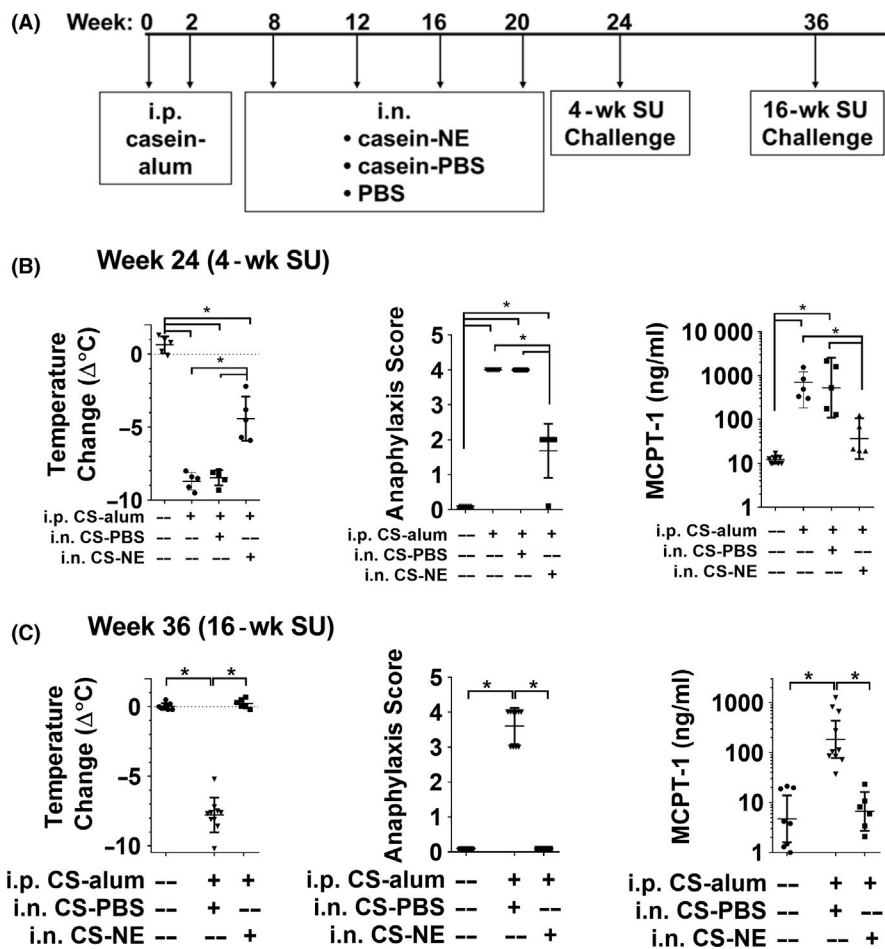 (A)
Week: 0 2 8 12 16 20 24 36
i.p.
casein-
alum
i.n.
• casein-NE
• casein-PBS
• PBS
4-wk SU
Challenge
16-wk SU
Challenge
(B) Week 24 (4-wk SU)
Temperature
Change (Δ°C)
0
−5
−10
* *
i.p. CS-alum -- + + +
i.n. CS-PBS -- -- + --
i.n. CS-NE -- -- -- +
Anaphylaxis Score
5
4
3
2
1
0
* *
i.p. CS-alum -- + + +
i.n. CS-PBS -- -- + --
i.n. CS-NE -- -- -- +
MCPT-1 (ng/ml)
10 000
1000
100
10
1
* *
i.p. CS-alum -- + + +
i.n. CS-PBS -- -- + --
i.n. CS-NE -- -- -- +
(C) Week 36 (16-wk SU)
Temperature
Change (Δ°C)
0
−5
−10
* *
i.p. CS-alum -- + +
i.n. CS-PBS -- + --
i.n. CS-NE -- -- +
Anaphylaxis Score
5
4
3
2
1
0
* *
i.p. CS-alum -- + +
i.n. CS-PBS -- + --
i.n. CS-NE -- -- +
MCPT-1 (ng/ml)
1000
100
10
1
* *
i.p. CS-alum -- + +
i.n. CS-PBS -- + --
i.n. CS-NE -- -- +